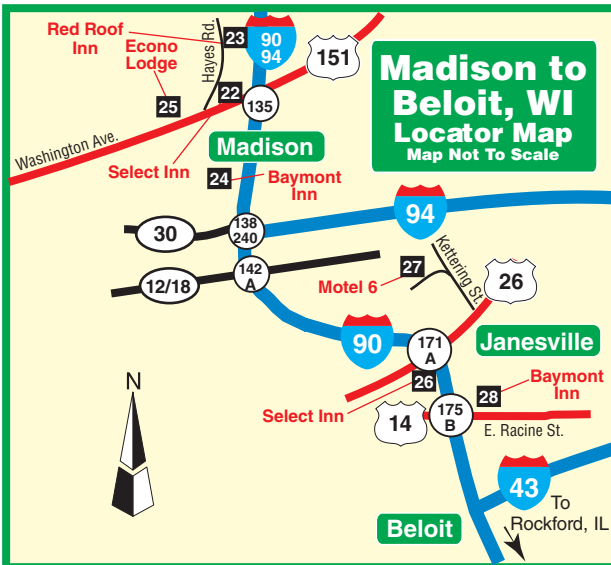 Madison to
Beloit, WI
Locator Map
Map Not To Scale
Red Roof
Inn
23
Hayes Rd.
90
94
151
Econo
Lodge
25
22
135
Washington Ave.
Select Inn
Madison
24
Baymont
Inn
94
30
138
240
12/18
142
A
27
Motel 6
Kettering St.
26
90
171
A
Janesville
26
Select Inn
14
175
B
28
Baymont
Inn
E. Racine St.
N
43
To
Rockford, IL
Beloit